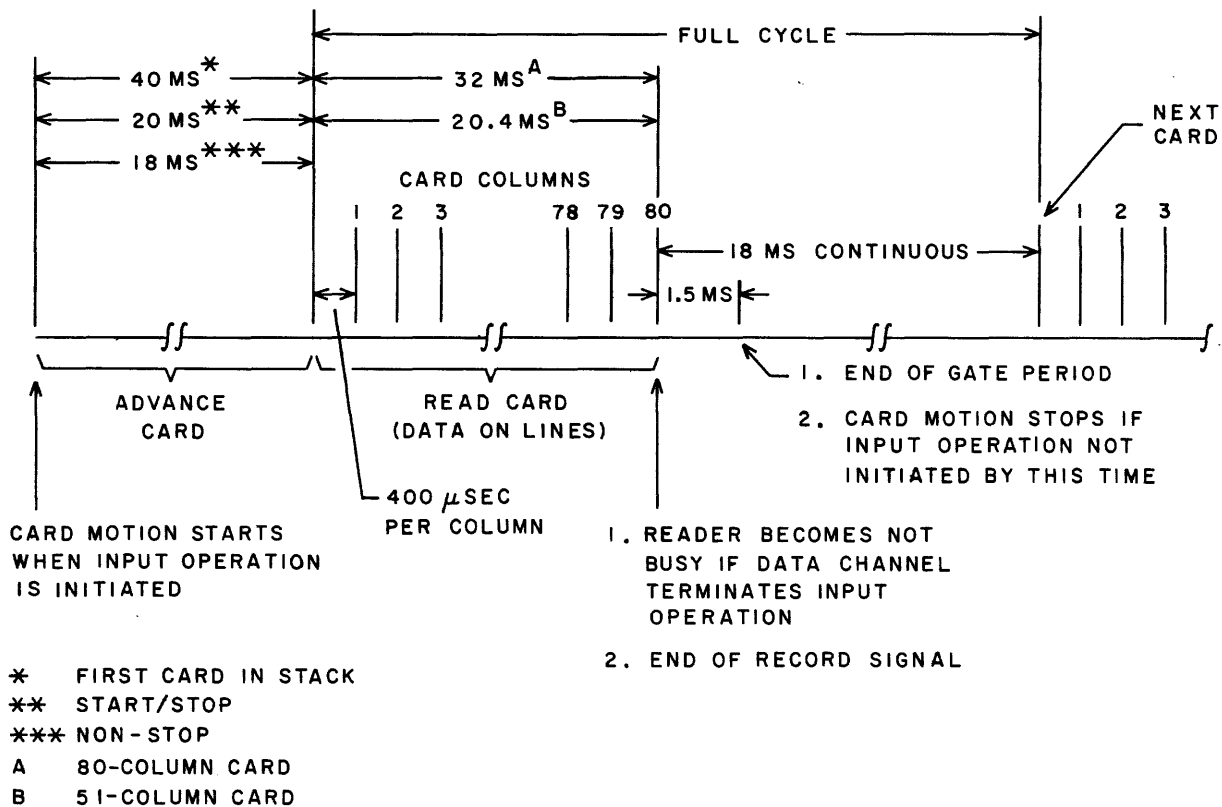 FULL CYCLE
40 MS*
32 MS^A
20 MS**
20.4 MS^B
18 MS***
NEXT
CARD
CARD COLUMNS
1 2 3 78 79 80
1 2 3
18 MS CONTINUOUS
1.5 MS
ADVANCE
CARD
READ CARD
(DATA ON LINES)
400 μSEC
PER COLUMN
1. END OF GATE PERIOD
2. CARD MOTION STOPS IF
INPUT OPERATION NOT
INITIATED BY THIS TIME
CARD MOTION STARTS
WHEN INPUT OPERATION
IS INITIATED
1. READER BECOMES NOT
BUSY IF DATA CHANNEL
TERMINATES INPUT
OPERATION
2. END OF RECORD SIGNAL
* FIRST CARD IN STACK
** START/STOP
*** NON-STOP
A 80-COLUMN CARD
B 51-COLUMN CARD